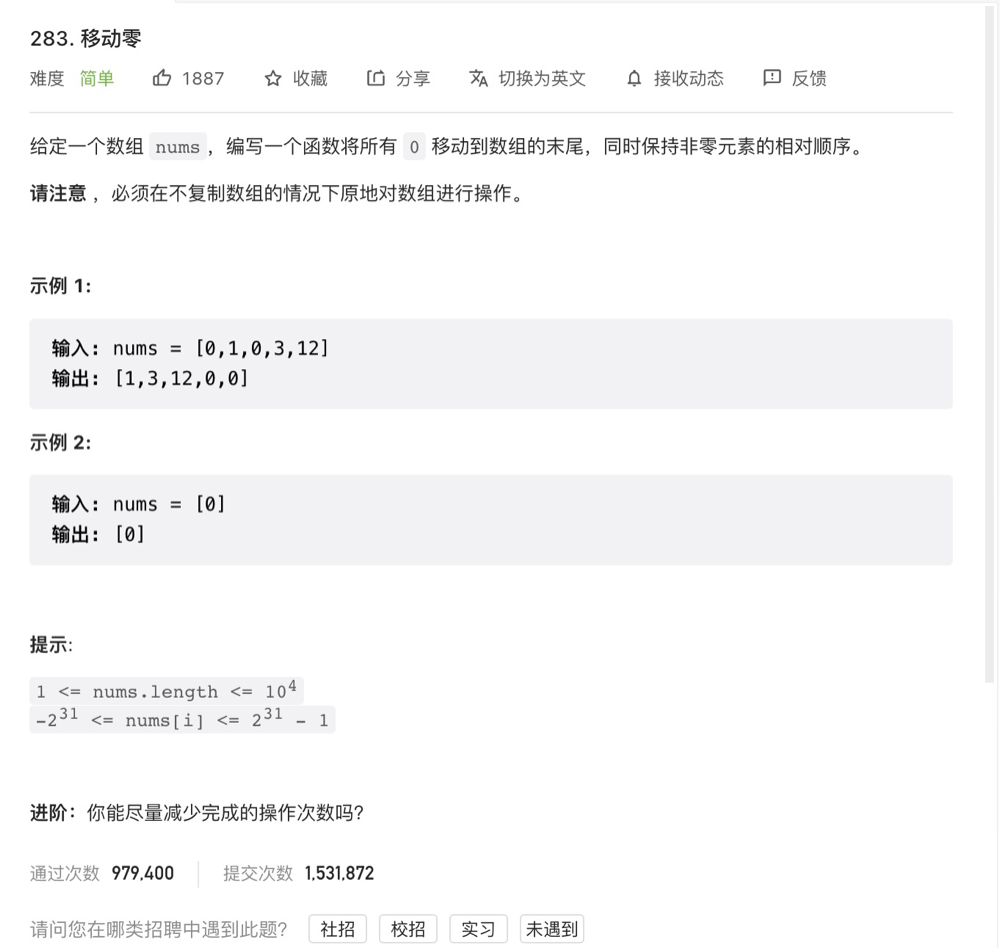 283. 移动零
难度 简单 1887 收藏 分享 切换为英文 接收动态 反馈
给定一个数组 nums，编写一个函数将所有 0 移动到数组的末尾，同时保持非零元素的相对顺序。
请注意 ，必须在不复制数组的情况下原地对数组进行操作。
示例 1:
输入: nums = [0,1,0,3,12]
输出: [1,3,12,0,0]
示例 2:
输入: nums = [0]
输出: [0]
提示:
1 <= nums.length <= 10⁴
-2³¹ <= nums[i] <= 2³¹ - 1
进阶：你能尽量减少完成的操作次数吗？
通过次数 979,400 提交次数 1,531,872
请问您在哪类招聘中遇到此题？ 社招 校招 实习 未遇到